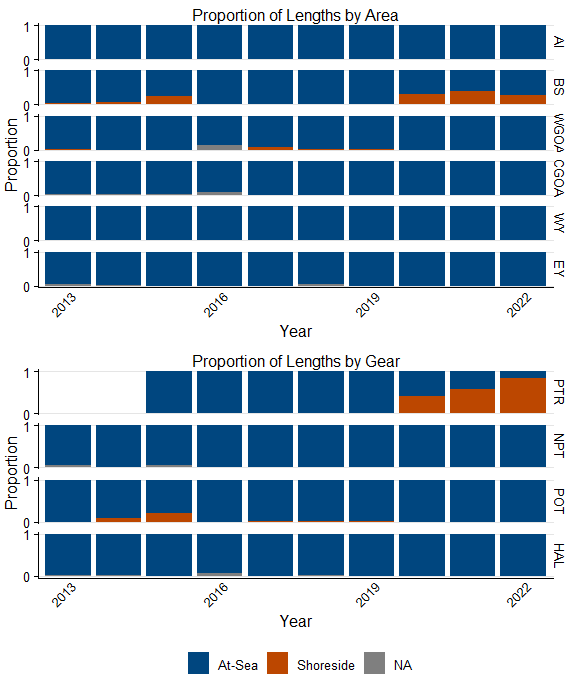 Proportion of Lengths by Area
Proportion
1
0
AI
1
0
BS
1
0
WGOA
1
0
CGOA
1
0
WY
1
0
EY
2013 2016 2019 2022
Year
Proportion of Lengths by Gear
Proportion
1
0
PTR
1
0
NPT
1
0
POT
1
0
HAL
2013 2016 2019 2022
Year
At-Sea Shoreside NA